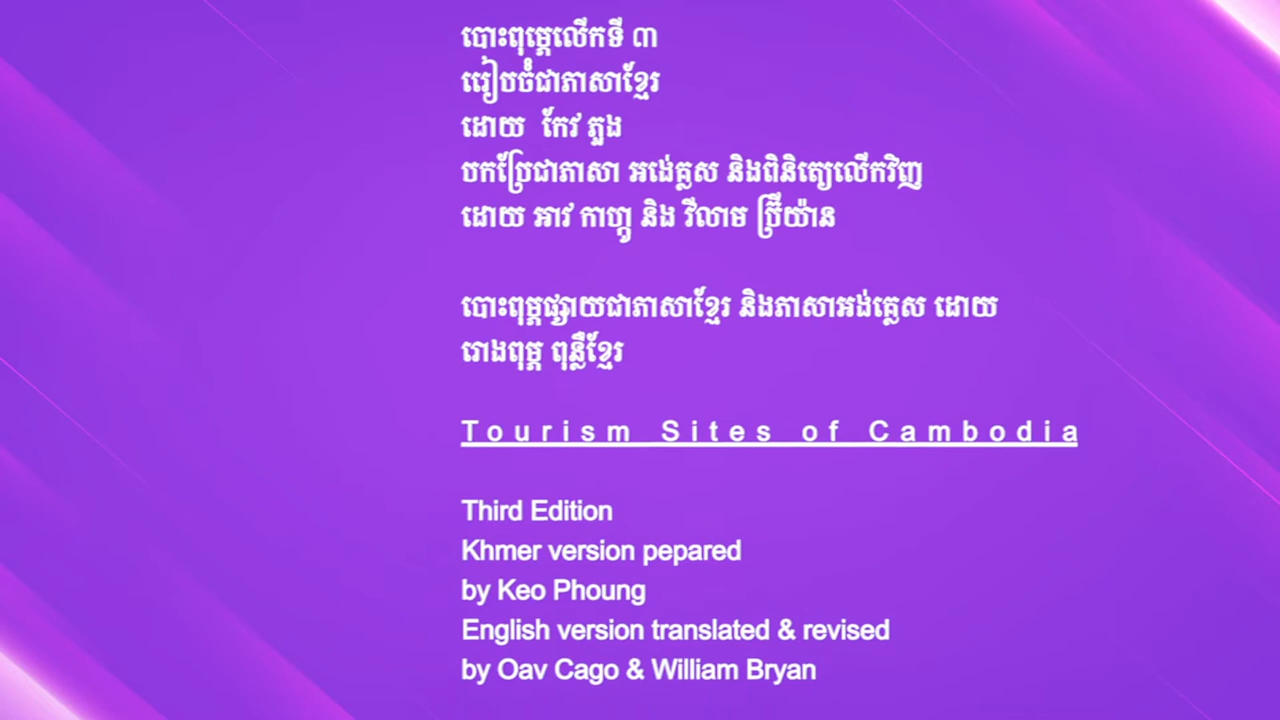 បោះពុម្ពលើកទី ៣
រៀបចំជាភាសាខ្មែរ
ដោយ កែវ ភួង
បកប្រែជាភាសា អង់គ្លេស និងពិនិត្យលើកវិញ
ដោយ អាវ កាហ្គូ និង វីលាម ប្រ៊ីយ៉ាន
បោះពុម្ពផ្សាយជាភាសាខ្មែរ និងភាសាអង់គ្លេស ដោយ
រោងពុម្ព ពុន្លឺខ្មែរ
Tourism Sites of Cambodia
Third Edition
Khmer version pepared
by Keo Phoung
English version translated & revised
by Oav Cago & William Bryan